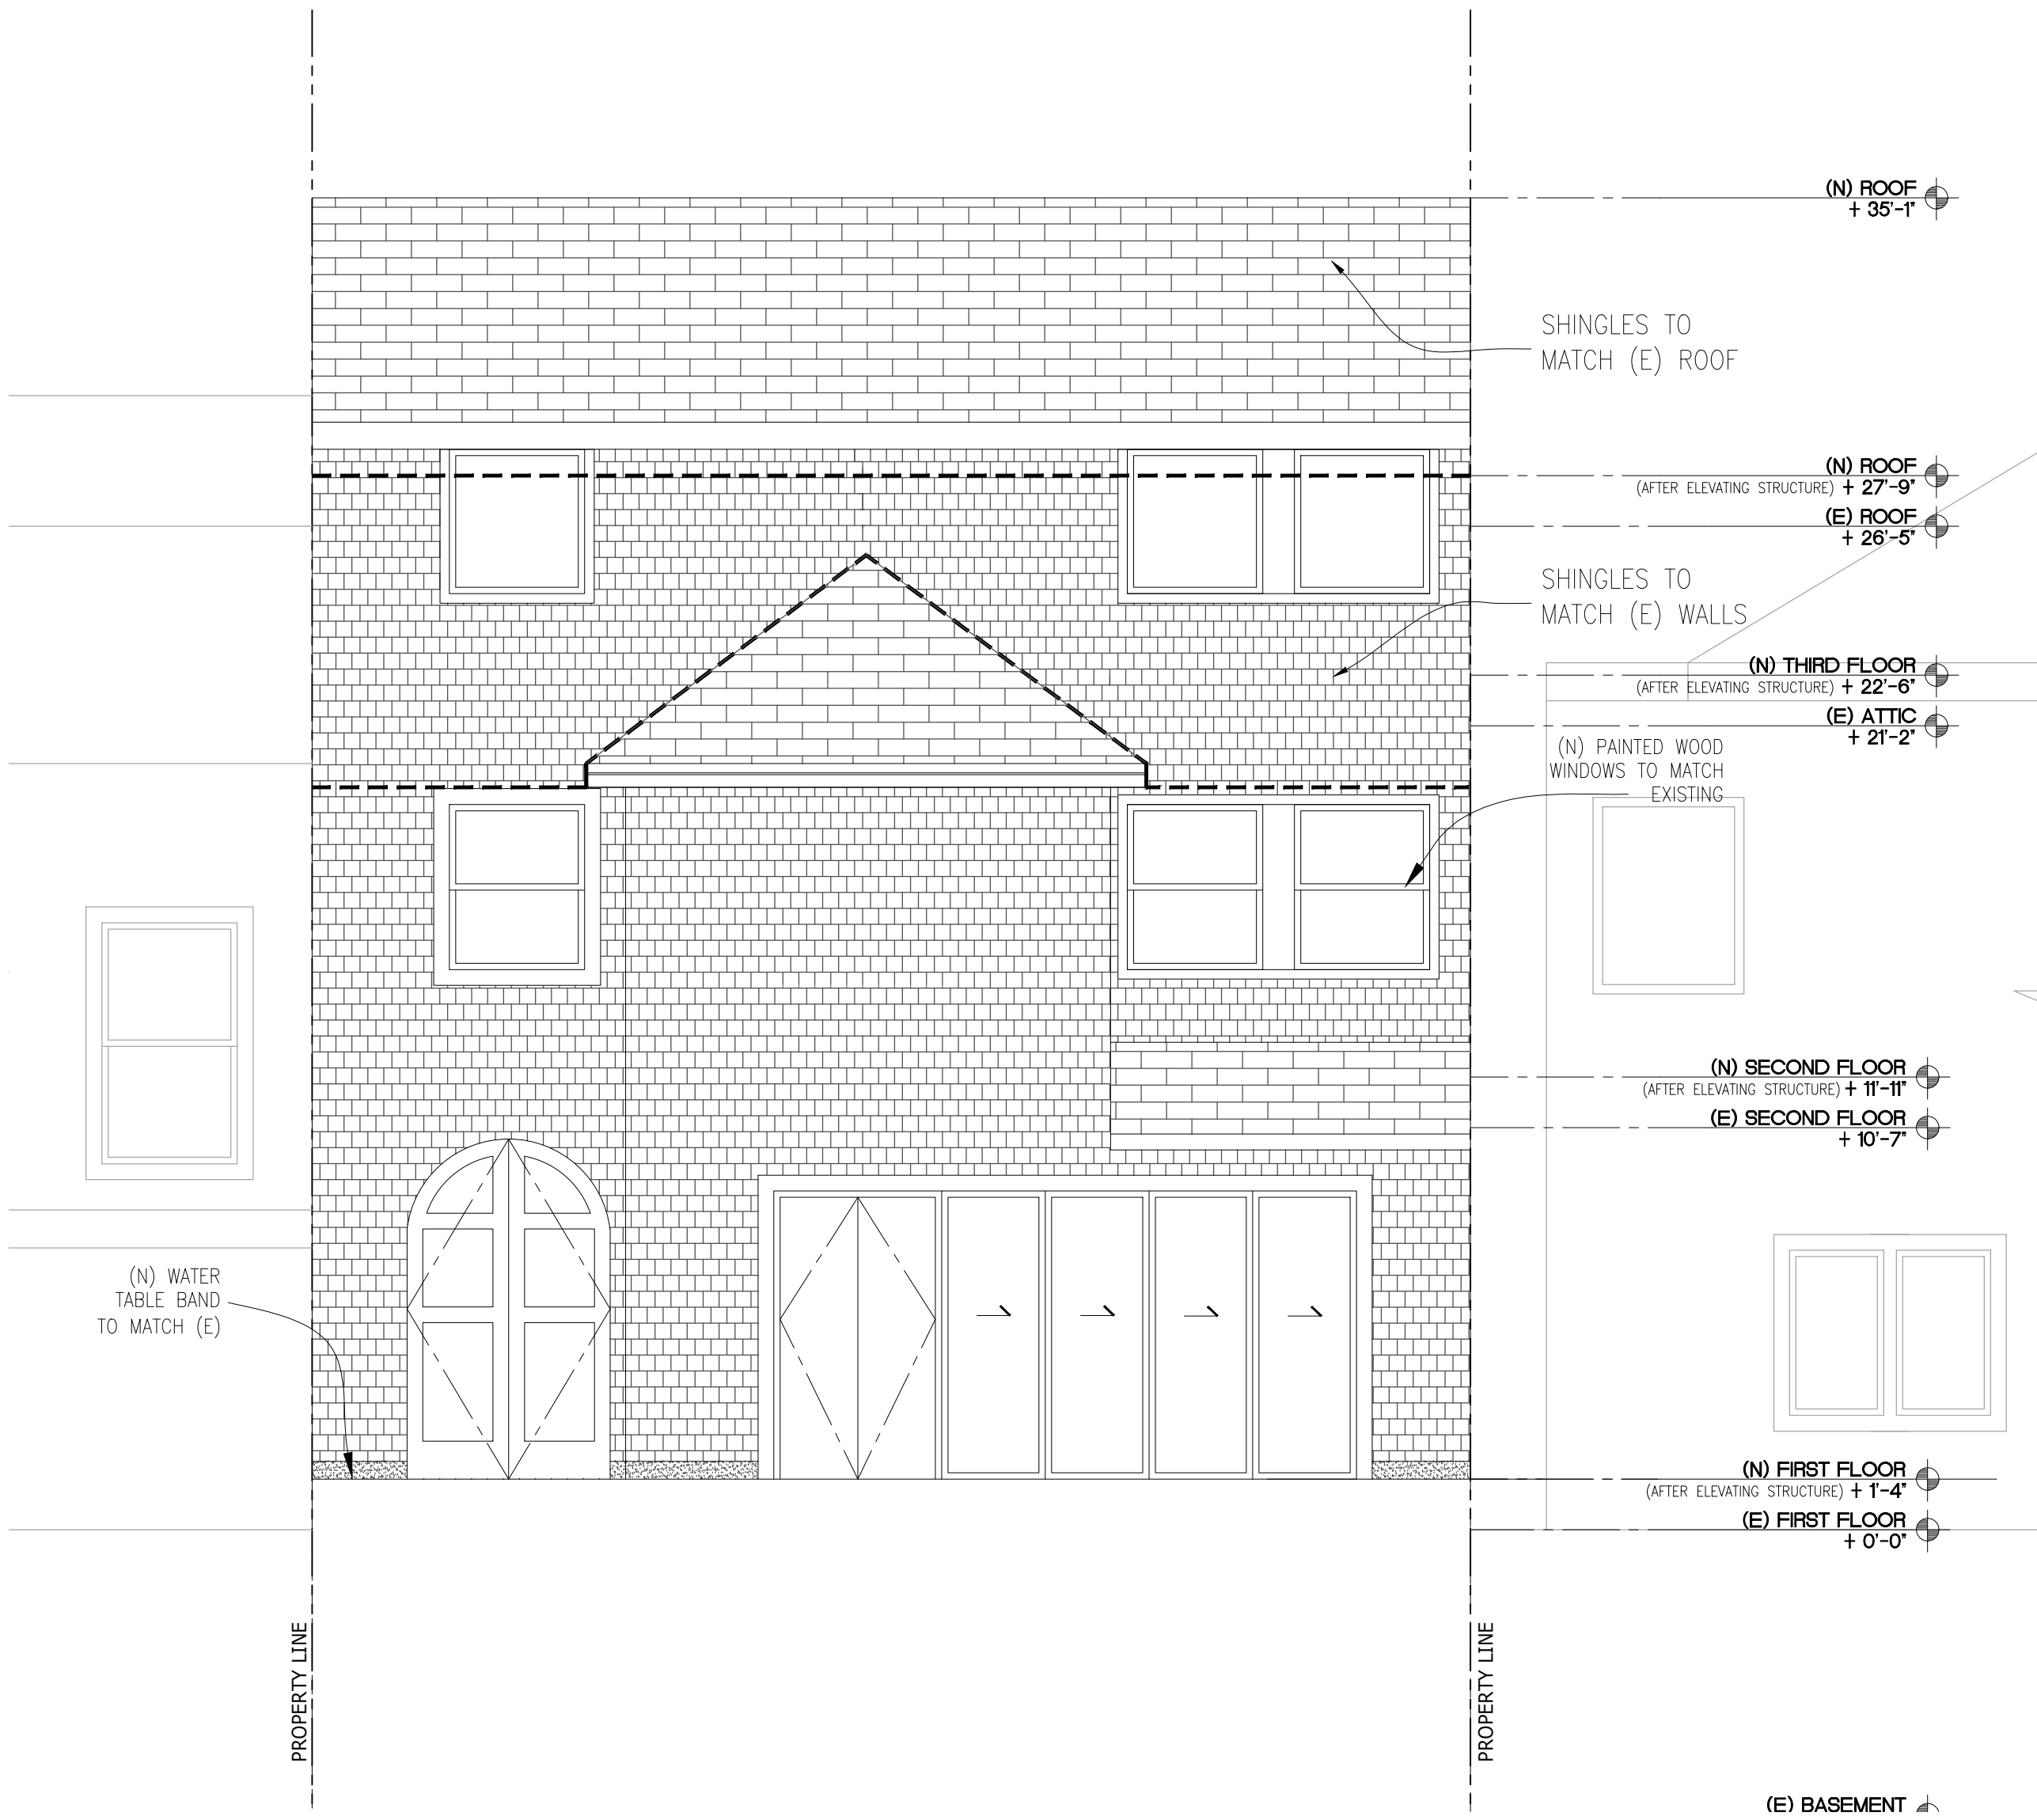 (N) ROOF
+ 35'-1"
SHINGLES TO
MATCH (E) ROOF
(N) ROOF
(AFTER ELEVATING STRUCTURE) + 27'-9"
(E) ROOF
+ 26'-5"
SHINGLES TO
MATCH (E) WALLS
(N) THIRD FLOOR
(AFTER ELEVATING STRUCTURE) + 22'-6"
(E) ATTIC
+ 21'-2"
(N) PAINTED WOOD
WINDOWS TO MATCH
EXISTING
(N) SECOND FLOOR
(AFTER ELEVATING STRUCTURE) + 11'-11"
(E) SECOND FLOOR
+ 10'-7"
(N) WATER
TABLE BAND
TO MATCH (E)
(N) FIRST FLOOR
(AFTER ELEVATING STRUCTURE) + 1'-4"
(E) FIRST FLOOR
+ 0'-0"
PROPERTY LINE
PROPERTY LINE
(E) BASEMENT